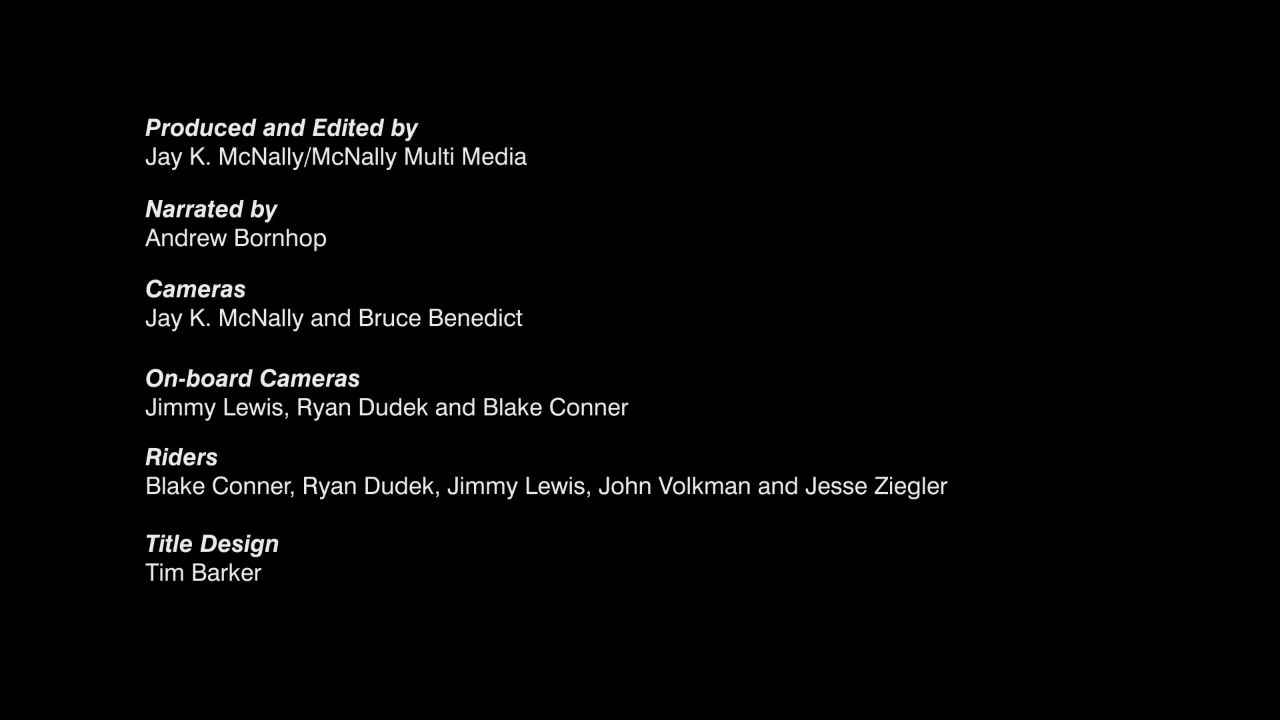 Produced and Edited by
Jay K. McNally/McNally Multi Media
Narrated by
Andrew Bornhop
Cameras
Jay K. McNally and Bruce Benedict
On-board Cameras
Jimmy Lewis, Ryan Dudek and Blake Conner
Riders
Blake Conner, Ryan Dudek, Jimmy Lewis, John Volkman and Jesse Ziegler
Title Design
Tim Barker